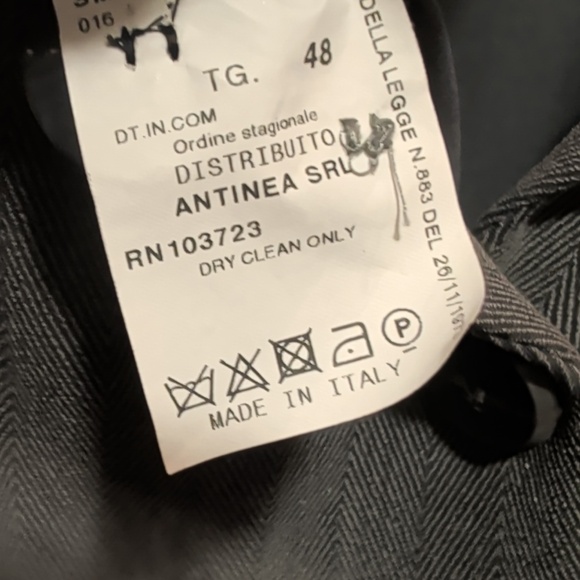 016
TG. 48
DT.IN.COM
Ordine stagionale
DISTRIBUITO
ANTINEA SRL
RN103723
DRY CLEAN ONLY
P
MADE IN ITALY
DELLA LEGGE N.883 DEL 26/11/